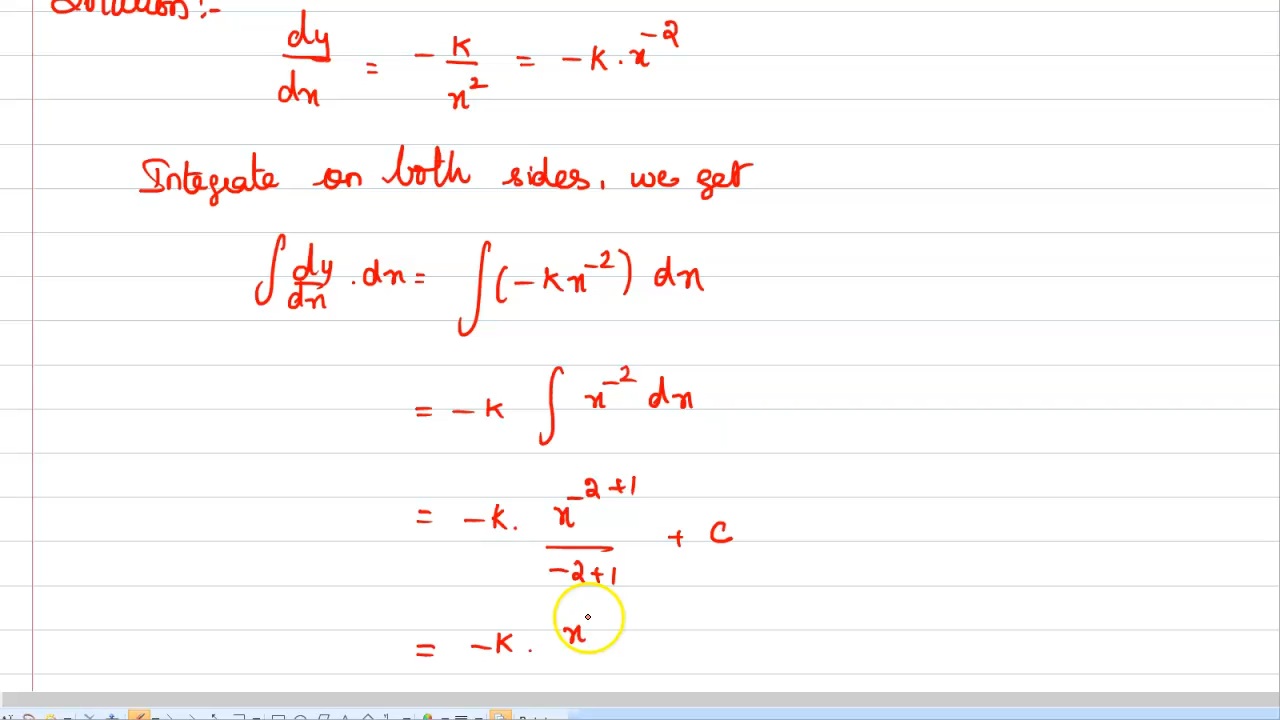 Solution:-
dy/dx = -k/x² = -k·x⁻²
Integrate on both sides, we get
∫ dy/dx · dx = ∫(-kx⁻²) dx
= -k ∫ x⁻² dx
= -k · x⁻²⁺¹/-2+1 + C
= -k · x